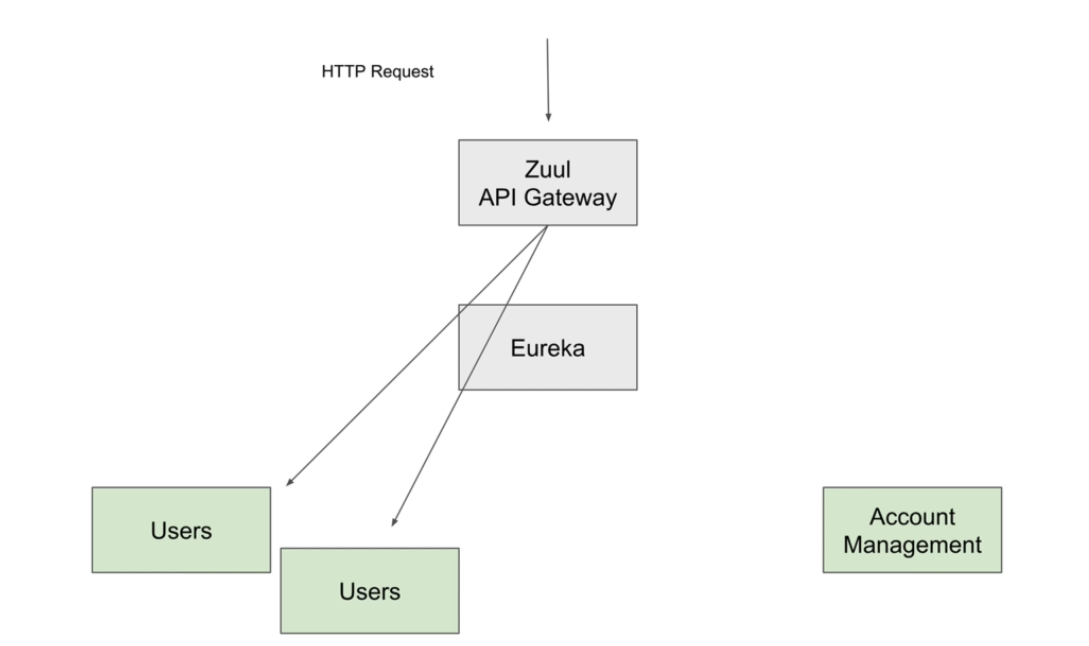 HTTP Request
Zuul
API Gateway
Eureka
Users
Users
Account
Management